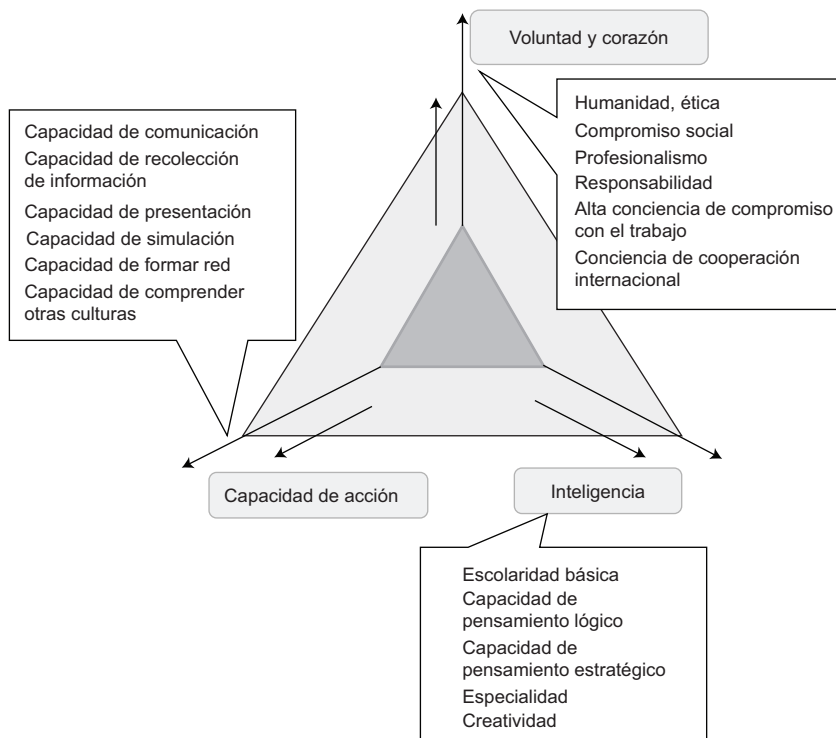 Voluntad y corazón
Humanidad, ética
Compromiso social
Profesionalismo
Responsabilidad
Alta conciencia de compromiso
con el trabajo
Conciencia de cooperación
internacional
Capacidad de comunicación
Capacidad de recolección
de información
Capacidad de presentación
Capacidad de simulación
Capacidad de formar red
Capacidad de comprender
otras culturas
Capacidad de acción
Inteligencia
Escolaridad básica
Capacidad de
pensamiento lógico
Capacidad de
pensamiento estratégico
Especialidad
Creatividad